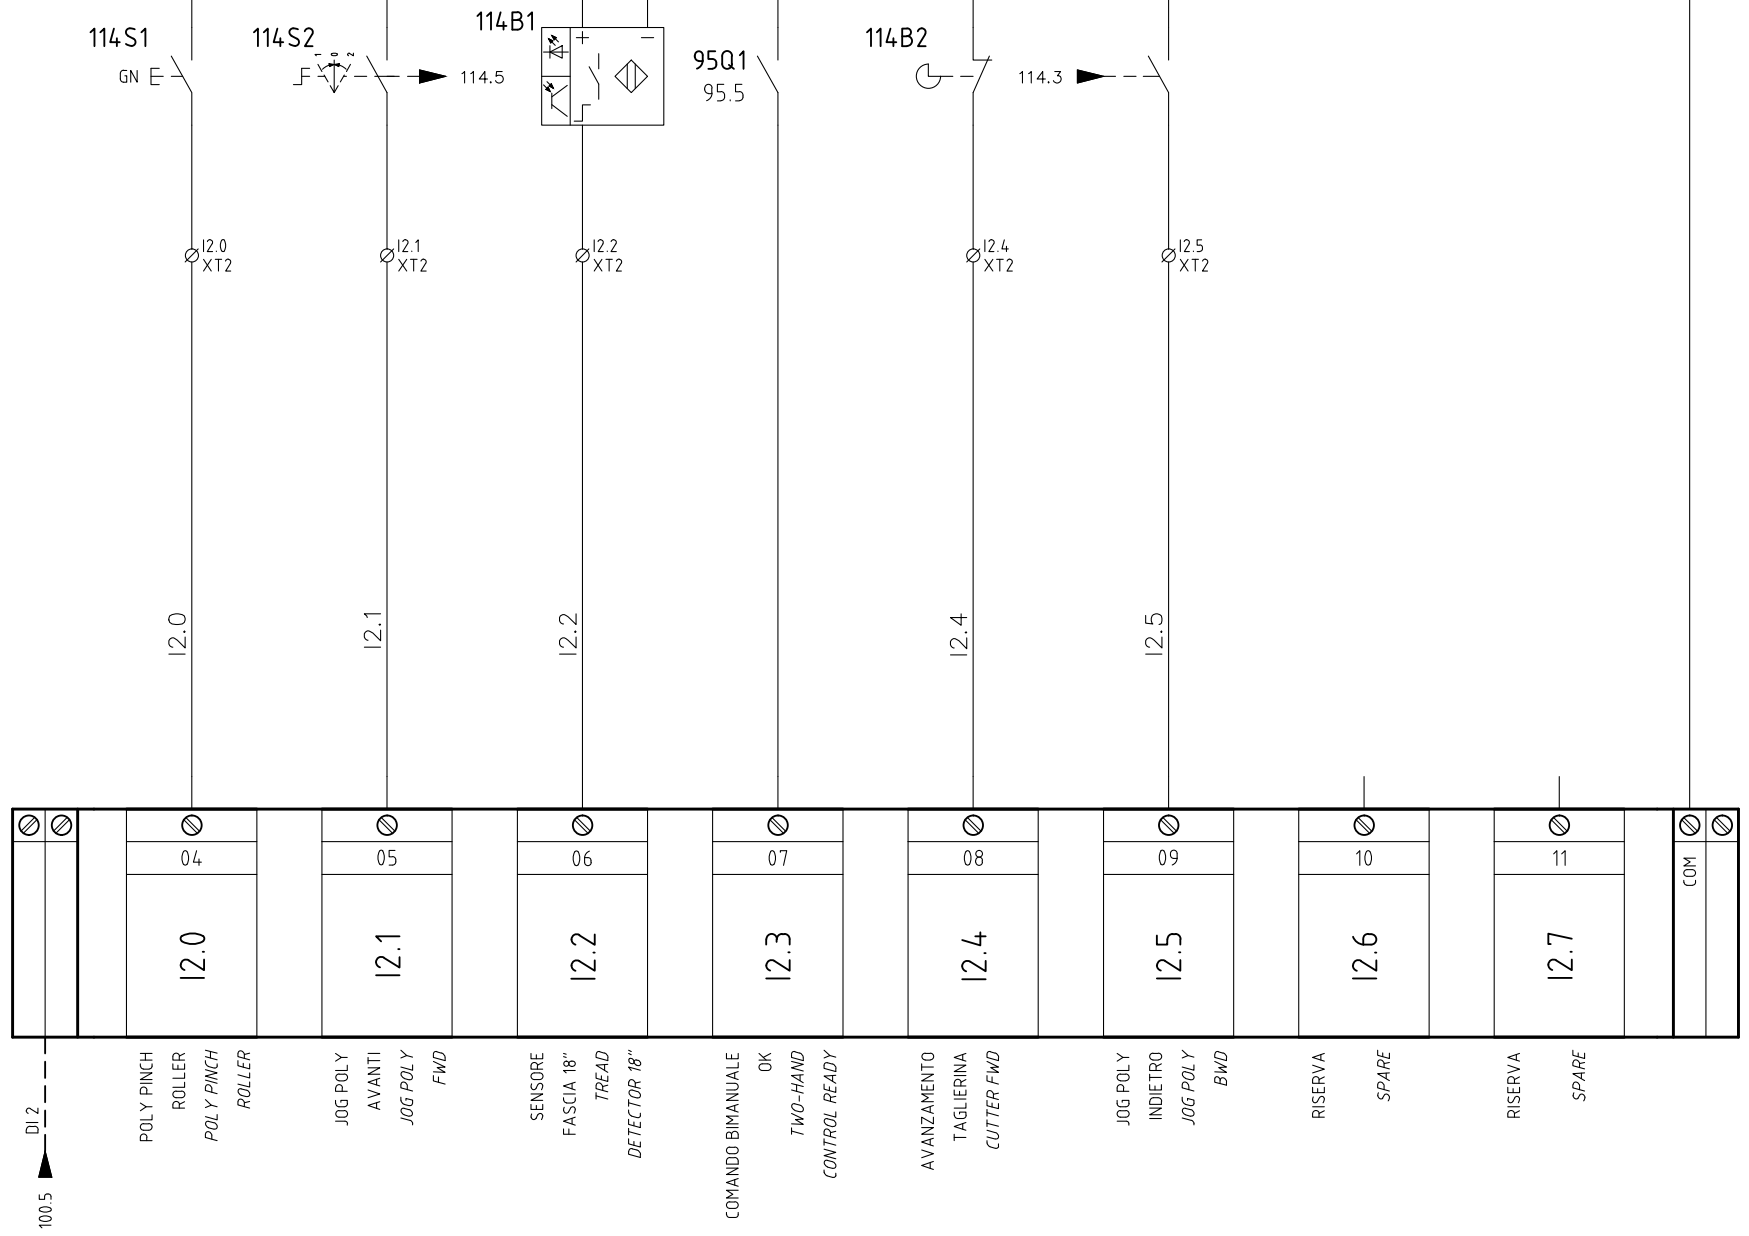 114S1
GN
114S2
1
0
2
114.5
114B1
+
−
95Q1
95.5
114B2
114.3
I2.0
XT2
I2.1
XT2
I2.2
XT2
I2.4
XT2
I2.5
XT2
I2.0
I2.1
I2.2
I2.4
I2.5
04
05
06
07
08
09
10
11
COM
I2.0
I2.1
I2.2
I2.3
I2.4
I2.5
I2.6
I2.7
DI 2
100.5
POLY PINCH
ROLLER
POLY PINCH
ROLLER
JOG POLY
AVANTI
JOG POLY
FWD
SENSORE
FASCIA 18"
TREAD
DETECTOR 18"
COMANDO BIMANUALE
OK
TWO-HAND
CONTROL READY
AVANZAMENTO
TAGLIERINA
CUTTER FWD
JOG POLY
INDIETRO
JOG POLY
BWD
RISERVA
SPARE
RISERVA
SPARE